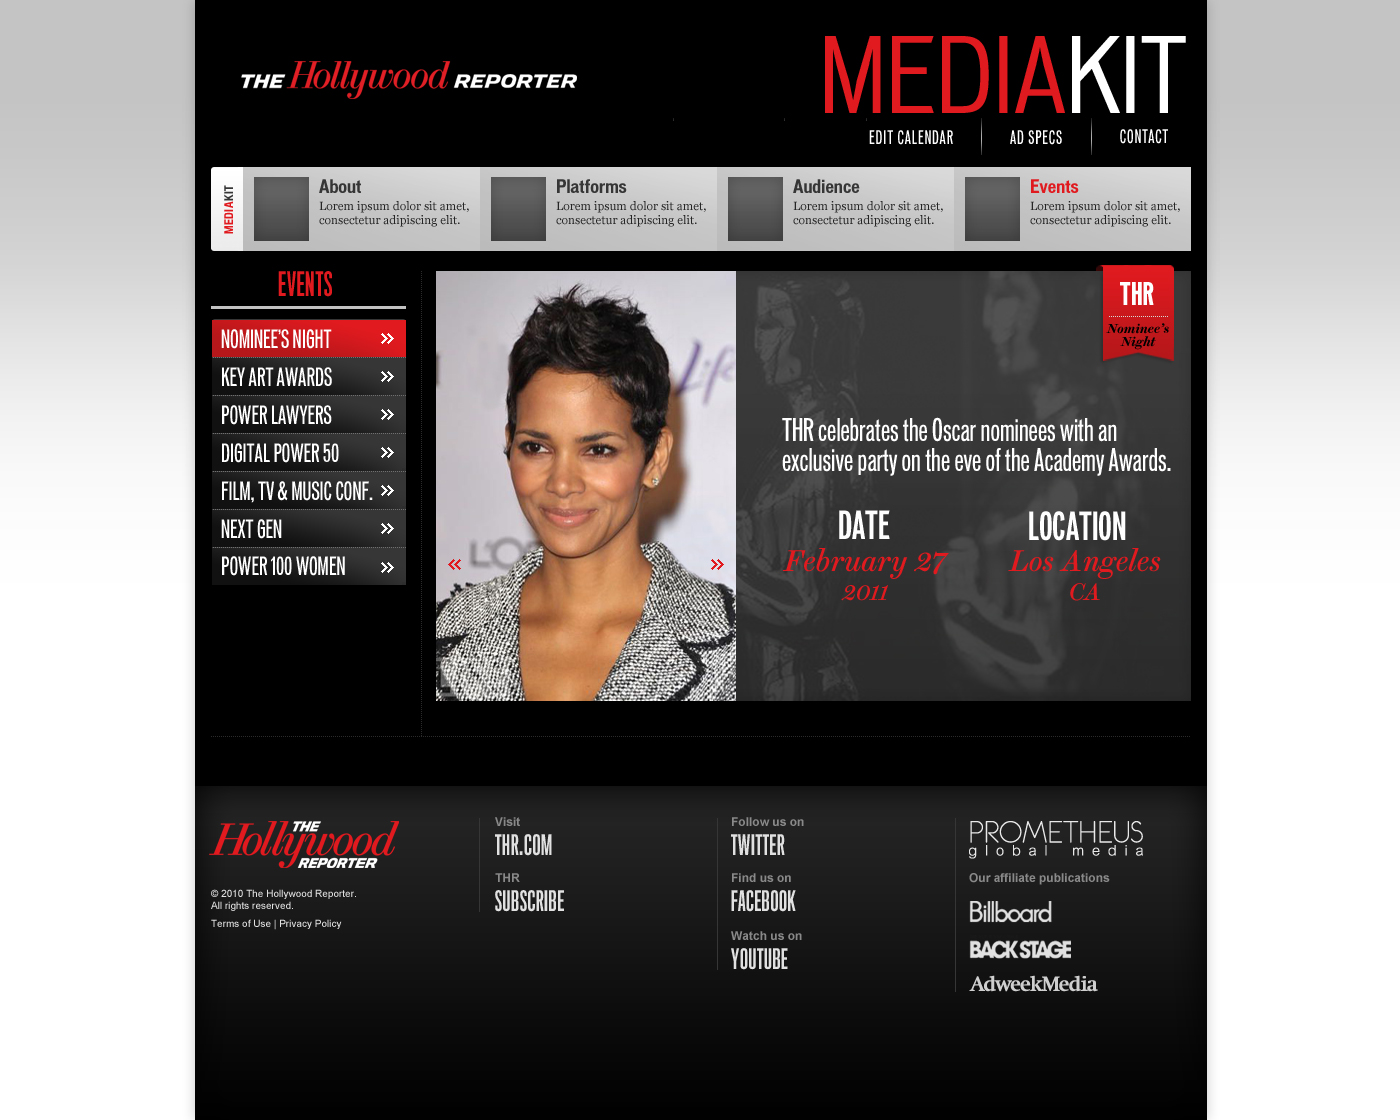 THE Hollywood REPORTER
MEDIAKIT
EDIT CALENDAR
AD SPECS
CONTACT
MEDIAKIT
About
Lorem ipsum dolor sit amet,
consectetur adipiscing elit.
Platforms
Lorem ipsum dolor sit amet,
consectetur adipiscing elit.
Audience
Lorem ipsum dolor sit amet,
consectetur adipiscing elit.
Events
Lorem ipsum dolor sit amet,
consectetur adipiscing elit.
EVENTS
NOMINEE'S NIGHT
KEY ART AWARDS
POWER LAWYERS
DIGITAL POWER 50
FILM, TV & MUSIC CONF.
NEXT GEN
POWER 100 WOMEN
Life
L'O
THR
Nominee's
Night
THR celebrates the Oscar nominees with an
exclusive party on the eve of the Academy Awards.
DATE
February 27
2011
LOCATION
Los Angeles
CA
THE
Hollywood
REPORTER
© 2010 The Hollywood Reporter.
All rights reserved.
Terms of Use | Privacy Policy
Visit
THR.COM
THR
SUBSCRIBE
Follow us on
TWITTER
Find us on
FACEBOOK
Watch us on
YOUTUBE
PROMETHEUS
global media
Our affiliate publications
Billboard
BACK STAGE
AdweekMedia